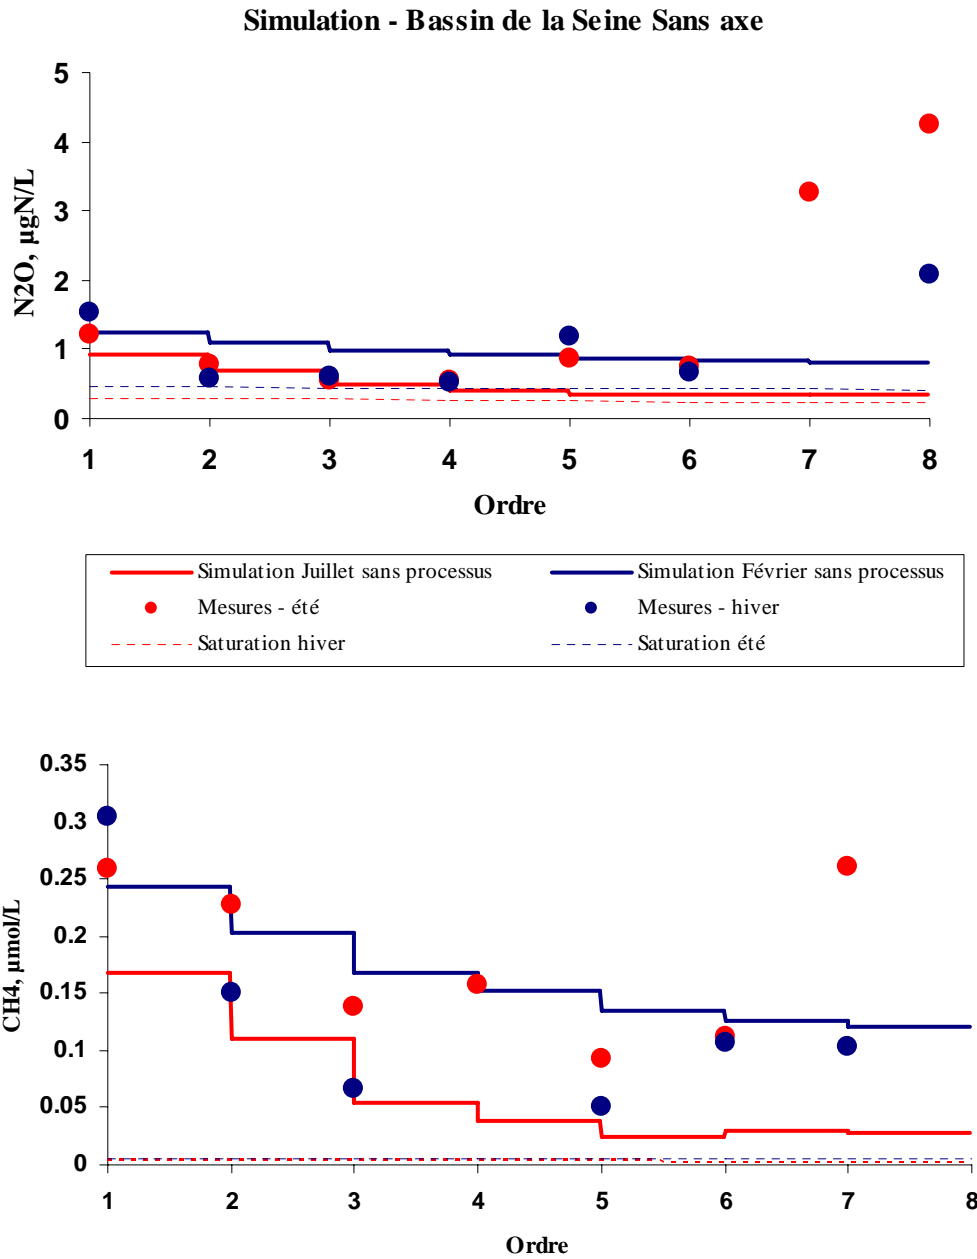 Simulation - Bassin de la Seine Sans axe
5
4
3
2
1
0
N2O, µgN/L
1 2 3 4 5 6 7 8
Ordre
Simulation Juillet sans processus
Simulation Février sans processus
Mesures - été
Mesures - hiver
Saturation hiver
Saturation été
0.35
0.3
0.25
0.2
0.15
0.1
0.05
0
CH4, µmol/L
1 2 3 4 5 6 7 8
Ordre